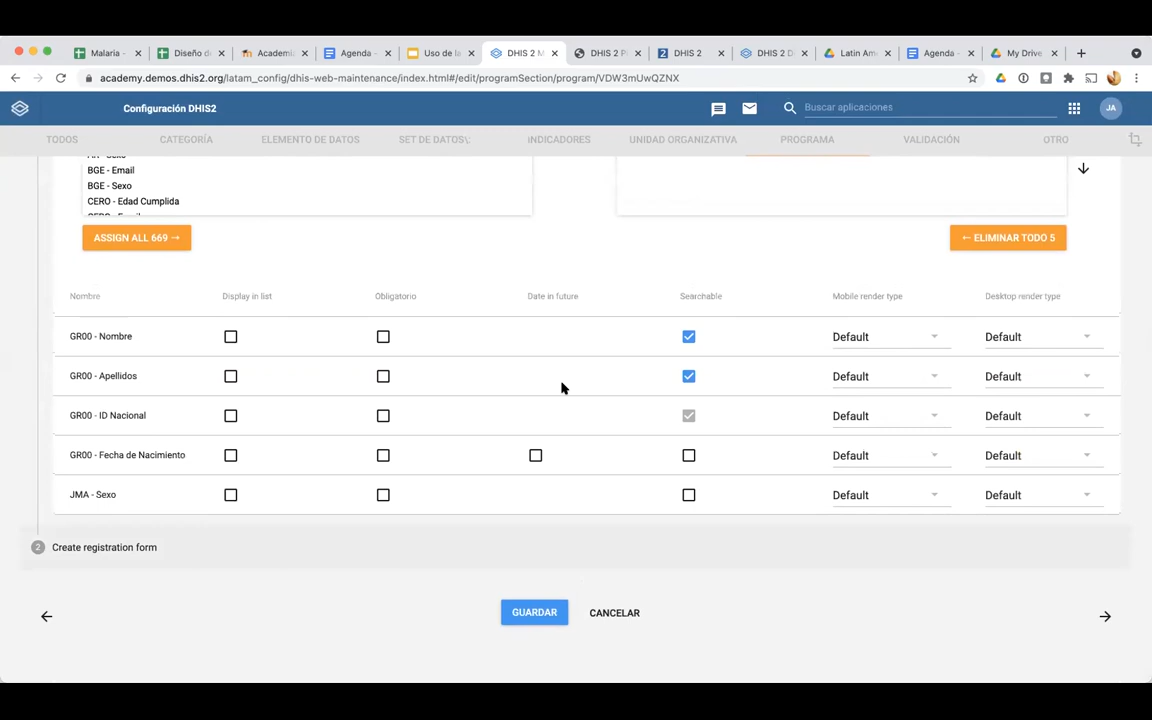 Malaria -
Diseño de
Academi
Agenda -
Uso de la
DHIS 2 M
DHIS 2 P
DHIS 2
DHIS 2 D
Latin Am
Agenda -
My Drive
academy.demos.dhis2.org/latam_config/dhis-web-maintenance/index.html#/edit/programSection/program/VDW3mUwQZNX
Configuración DHIS2
Buscar aplicaciones
JA
TODOS
CATEGORÍA
ELEMENTO DE DATOS
SET DE DATOS\;
INDICADORES
UNIDAD ORGANIZATIVA
PROGRAMA
VALIDACIÓN
OTRO
BGE - Email
BGE - Sexo
CERO - Edad Cumplida
ASSIGN ALL 669 →
← ELIMINAR TODO 5
Nombre
Display in list
Obligatorio
Date in future
Searchable
Mobile render type
Desktop render type
GR00 - Nombre
Default
Default
GR00 - Apellidos
Default
Default
GR00 - ID Nacional
Default
Default
GR00 - Fecha de Nacimiento
Default
Default
JMA - Sexo
Default
Default
2 Create registration form
GUARDAR
CANCELAR